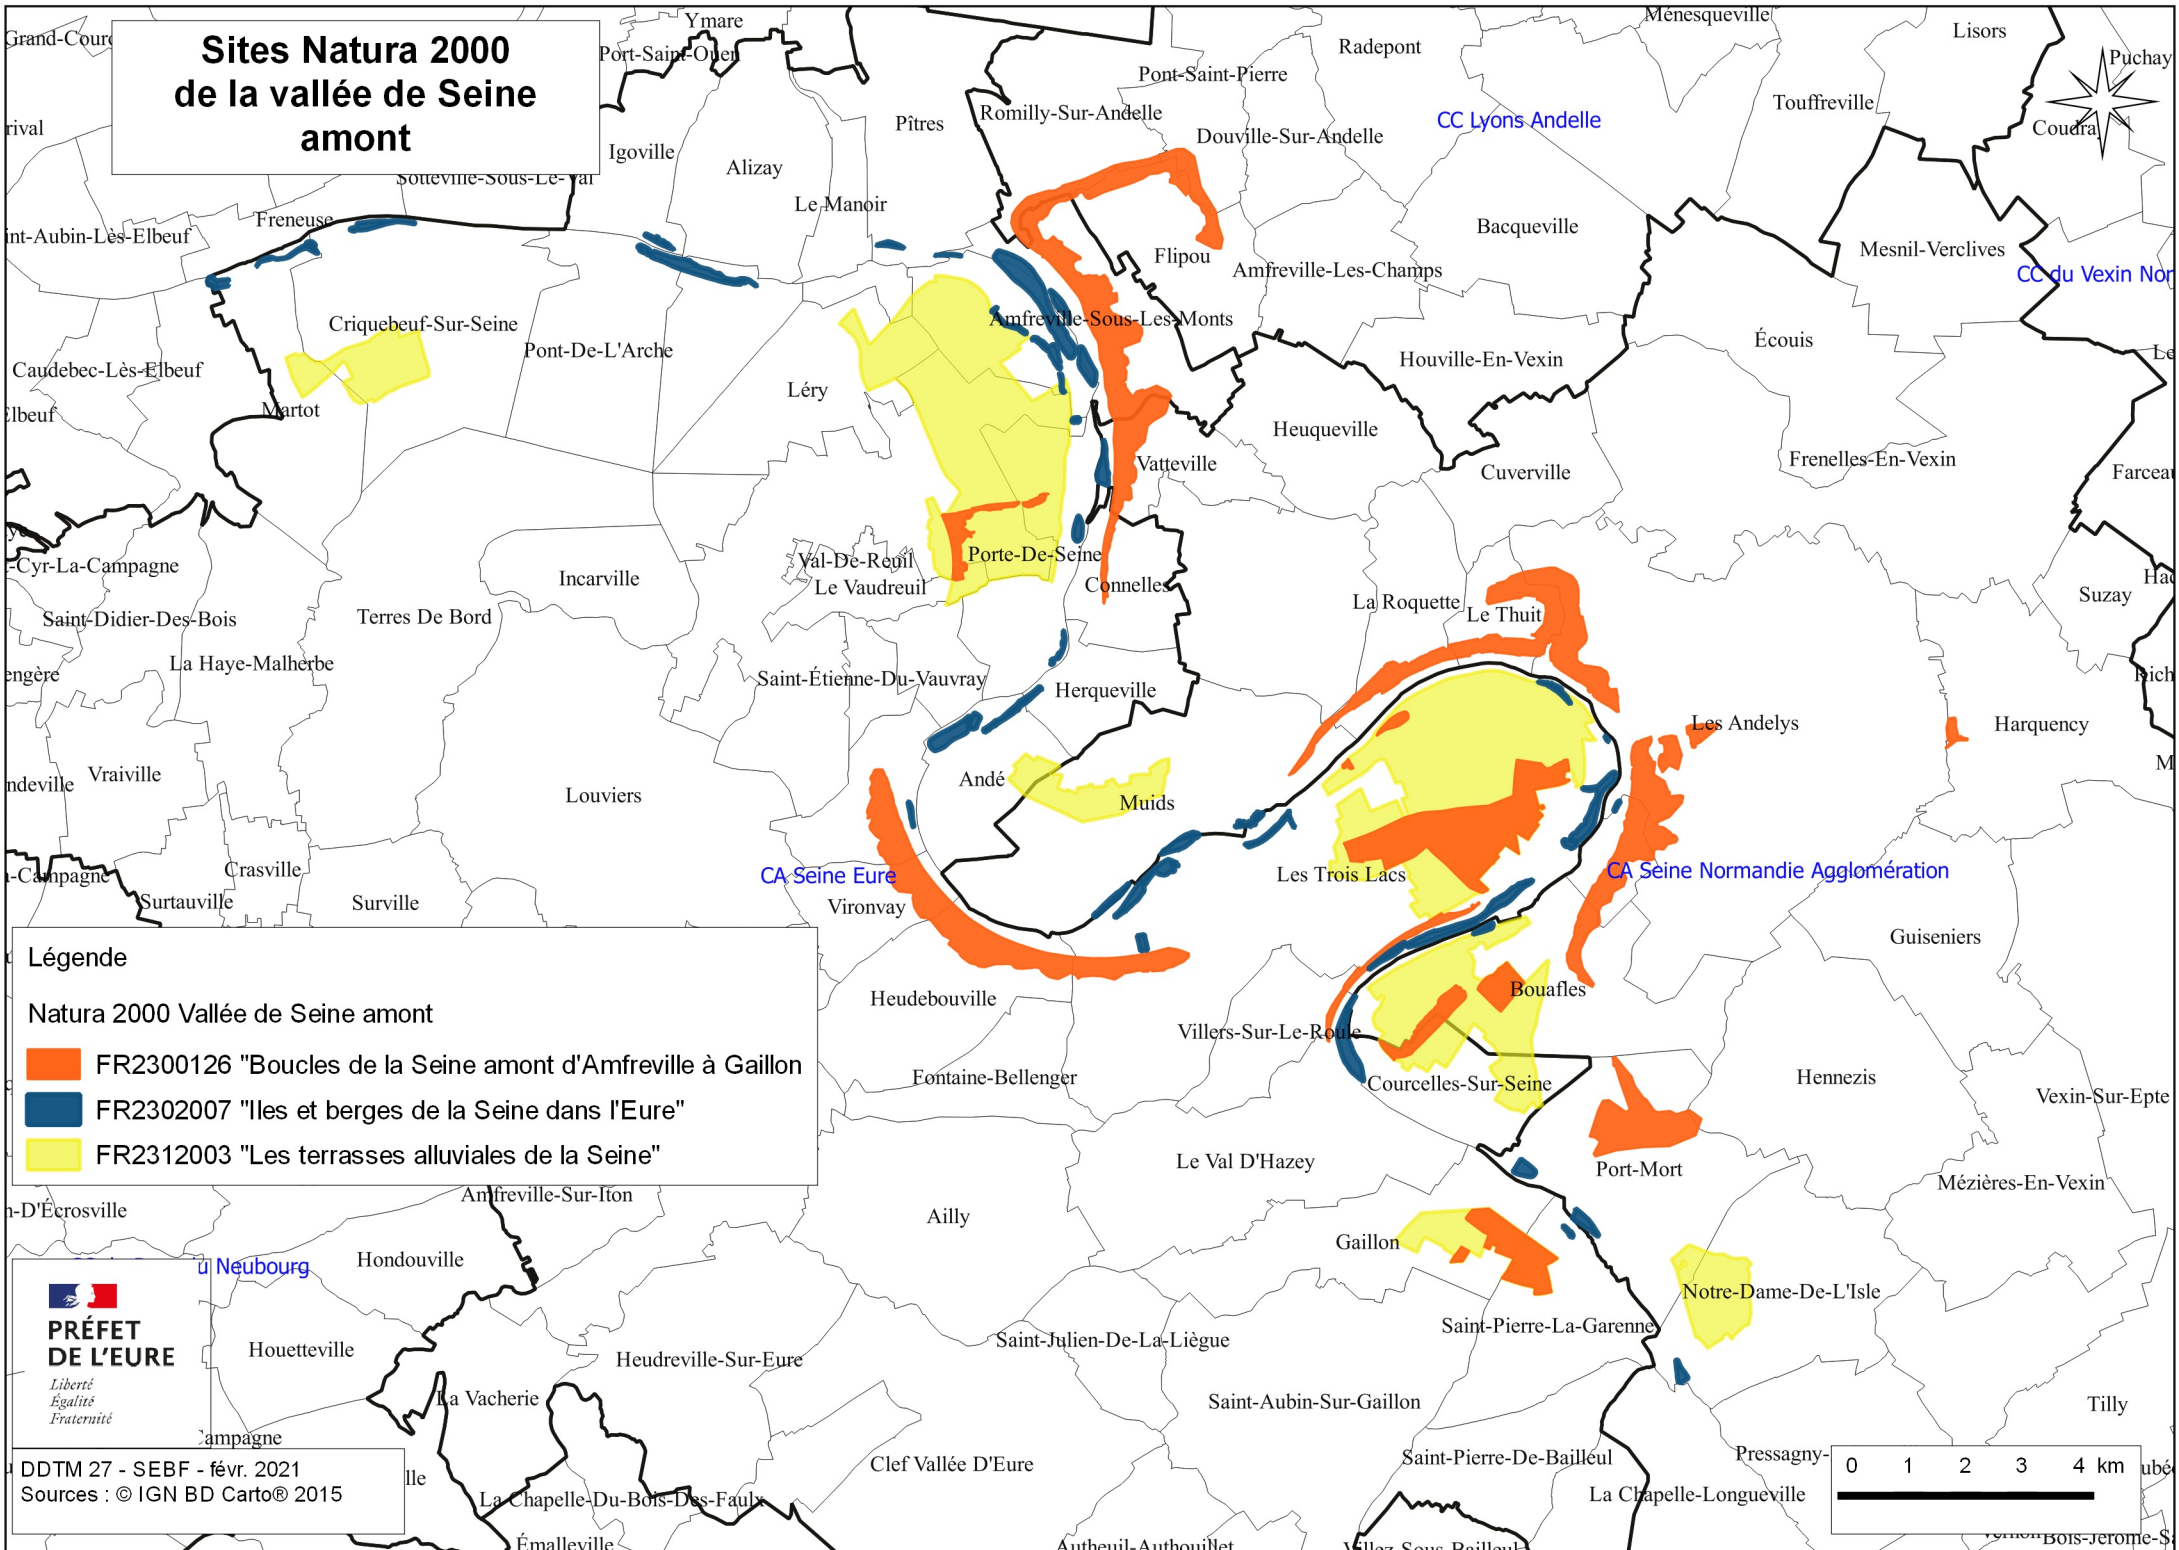 Sites Natura 2000
de la vallée de Seine
amont
Ymare
Port-Saint-Ouen
Ménesqueville
Lisors
Radepont
Puchay
Pont-Saint-Pierre
Touffreville
Romilly-Sur-Andelle
Pîtres
CC Lyons Andelle
Douville-Sur-Andelle
Igoville
Alizay
Sotteville-Sous-Le-Val
Le Manoir
Freneuse
Bacqueville
Flipou
Mesnil-Verclives
Amfreville-Les-Champs
CC du Vexin Nor
Criquebeuf-Sur-Seine
Amfreville-Sous-Les-Monts
Pont-De-L'Arche
Écouis
Houville-En-Vexin
Caudebec-Lès-Elbeuf
Léry
Martot
Heuqueville
Vatteville
Cuverville
Frenelles-En-Vexin
Porte-De-Seine
Val-De-Reuil
Incarville
Le Vaudreuil
Connelles
Suzay
La Roquette
Le Thuit
Saint-Didier-Des-Bois
Terres De Bord
La Haye-Malherbe
Saint-Étienne-Du-Vauvray
Herqueville
Les Andelys
Harquency
Vraiville
Andé
Muids
Louviers
Crasville
CA Seine Eure
Les Trois Lacs
CA Seine Normandie Agglomération
Surtauville
Surville
Vironvay
Guiseniers
Heudebouville
Bouafles
Villers-Sur-Le-Roule
Fontaine-Bellenger
Courcelles-Sur-Seine
Hennezis
Vexin-Sur-Epte
Légende
Natura 2000 Vallée de Seine amont
FR2300126 "Boucles de la Seine amont d'Amfreville à Gaillon
FR2302007 "Iles et berges de la Seine dans l'Eure"
FR2312003 "Les terrasses alluviales de la Seine"
Le Val D'Hazey
Port-Mort
Mézières-En-Vexin
Amfreville-Sur-Iton
Ailly
Gaillon
Hondouville
Neubourg
Notre-Dame-De-L'Isle
Saint-Pierre-La-Garenne
Saint-Julien-De-La-Liègue
Houetteville
Heudreville-Sur-Eure
La Vacherie
Saint-Aubin-Sur-Gaillon
Tilly
Saint-Pierre-De-Bailleul
Pressagny-
Clef Vallée D'Eure
La Chapelle-Longueville
La Chapelle-Du-Bois-Des-Faulx
Émalleville
Autheuil-Authouillet
Villez-Sous-Bailleul
PRÉFET
DE L'EURE
Liberté
Égalité
Fraternité
DDTM 27 - SEBF - févr. 2021
Sources : © IGN BD Carto® 2015
0 1 2 3 4 km